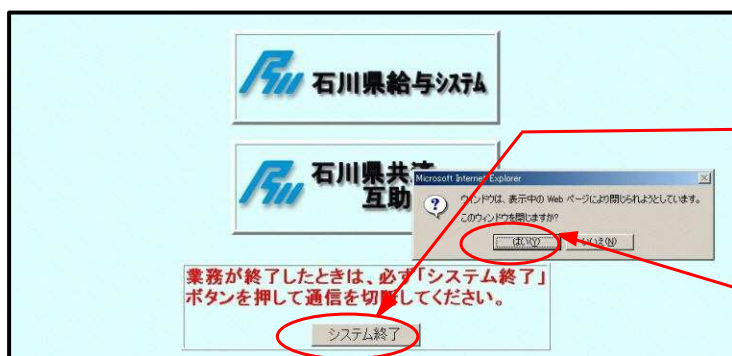 石川県給与システム
石川県共済
互助
Microsoft Internet Explorer
ウィンドウは、表示中の Web ページにより閉じられようとしています。
このウィンドウを閉じますか?
はい(Y)
いいえ(N)
業務が終了したときは、必ず「システム終了」
ボタンを押して通信を切断してください。
システム終了